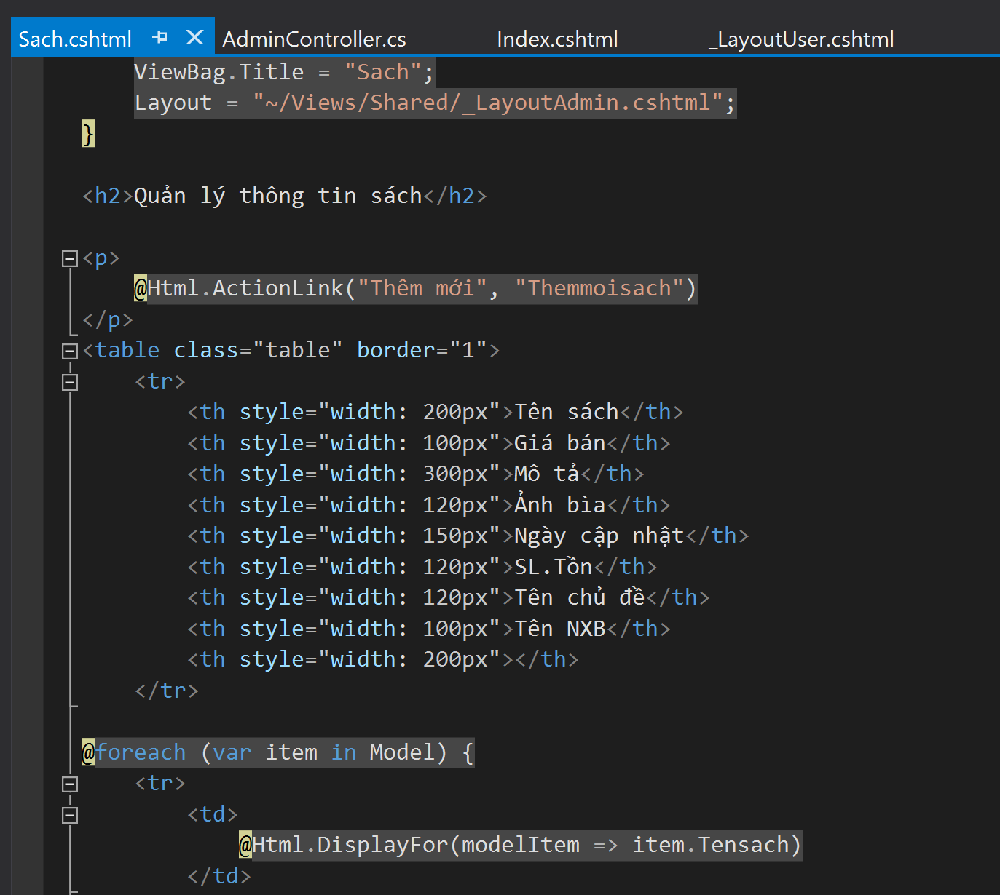 Sach.cshtml AdminController.cs Index.cshtml _LayoutUser.cshtml
ViewBag.Title = "Sach";
Layout = "~/Views/Shared/_LayoutAdmin.cshtml";
}
<h2>Quản lý thông tin sách</h2>
<p>
@Html.ActionLink("Thêm mới", "Themmoisach")
</p>
<table class="table" border="1">
<tr>
<th style="width: 200px">Tên sách</th>
<th style="width: 100px">Giá bán</th>
<th style="width: 300px">Mô tả</th>
<th style="width: 120px">Ảnh bìa</th>
<th style="width: 150px">Ngày cập nhật</th>
<th style="width: 120px">SL.Tồn</th>
<th style="width: 120px">Tên chủ đề</th>
<th style="width: 100px">Tên NXB</th>
<th style="width: 200px"></th>
</tr>
@foreach (var item in Model) {
<tr>
<td>
@Html.DisplayFor(modelItem => item.Tensach)
</td>